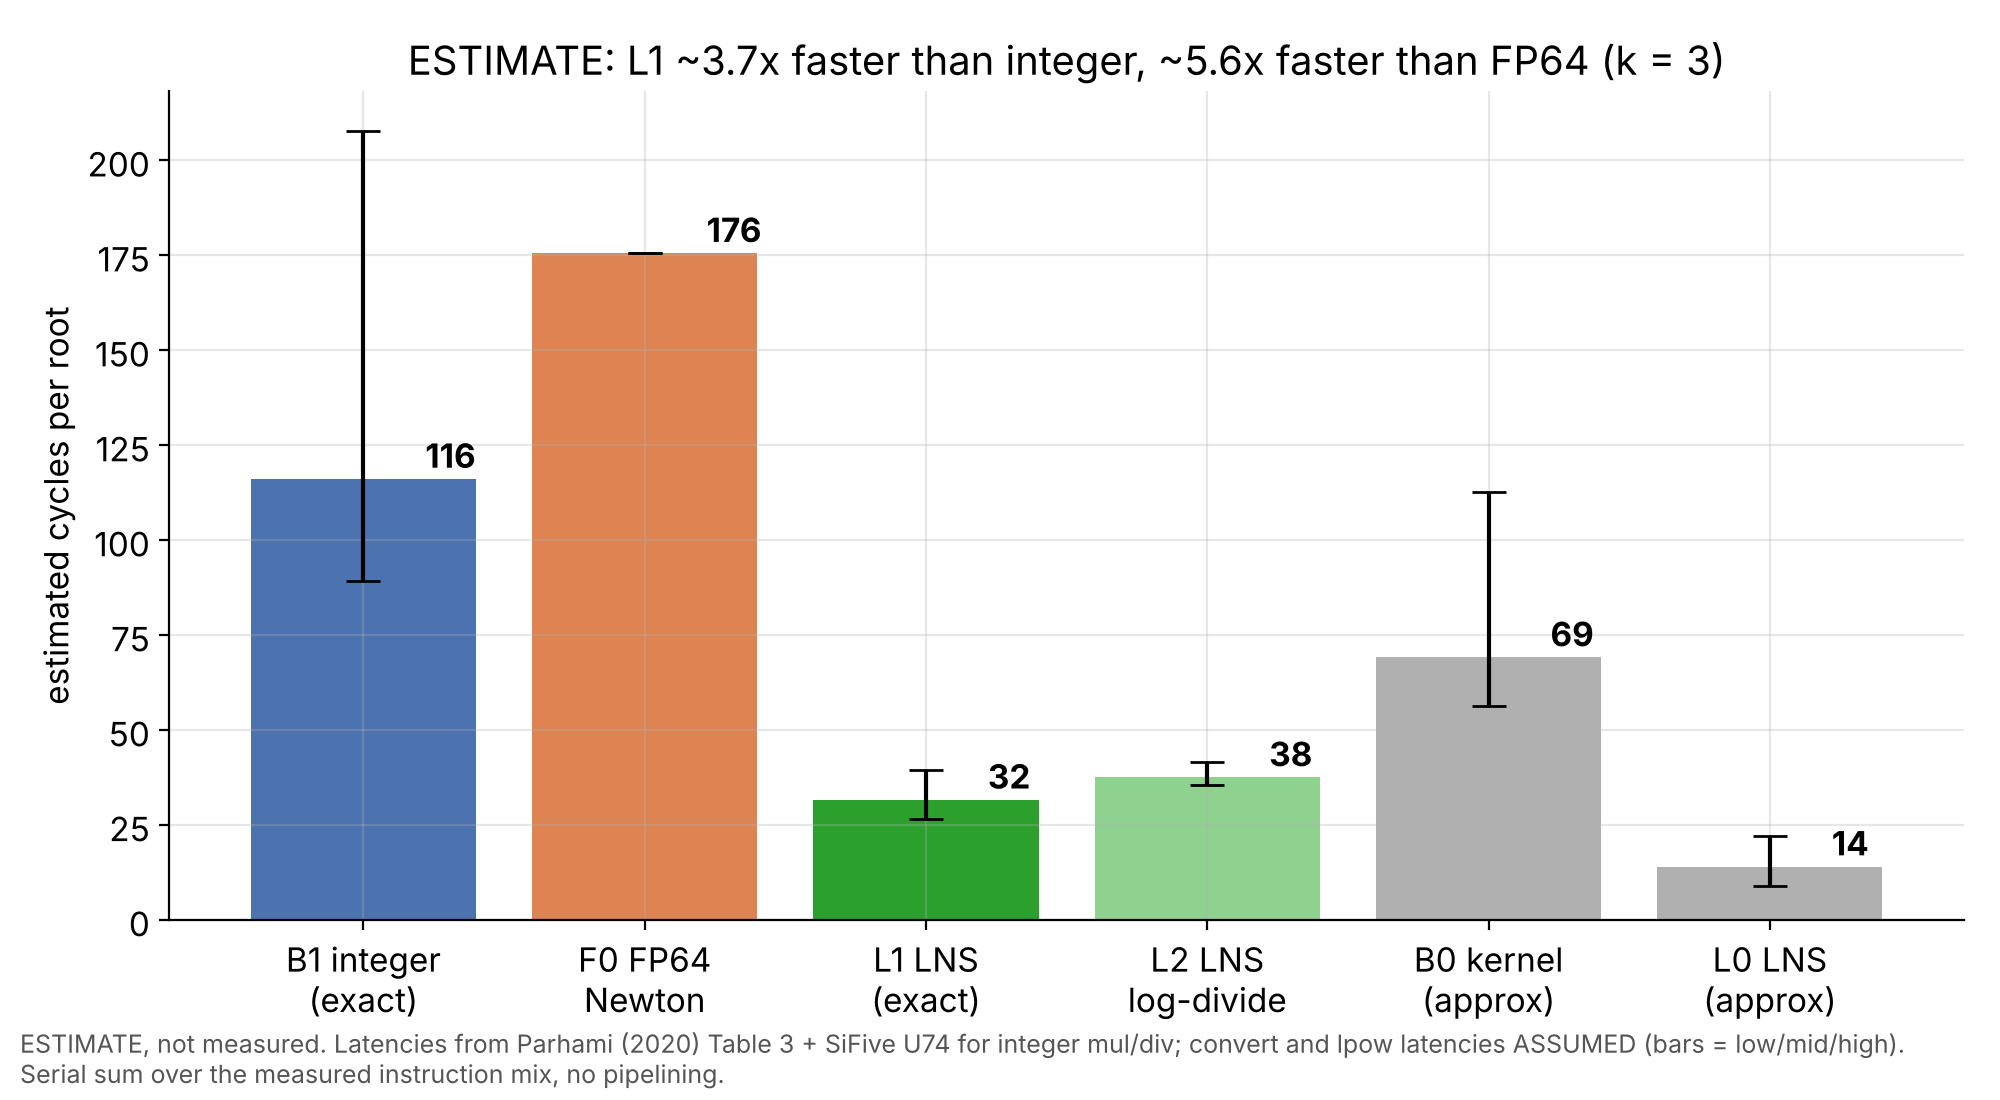 ESTIMATE: L1 ~3.7x faster than integer, ~5.6x faster than FP64 (k = 3)
estimated cycles per root
200
175
150
125
100
75
50
25
0
116
176
32
38
69
14
B1 integer
(exact)
F0 FP64
Newton
L1 LNS
(exact)
L2 LNS
log-divide
B0 kernel
(approx)
L0 LNS
(approx)
ESTIMATE, not measured. Latencies from Parhami (2020) Table 3 + SiFive U74 for integer mul/div; convert and lpow latencies ASSUMED (bars = low/mid/high).
Serial sum over the measured instruction mix, no pipelining.